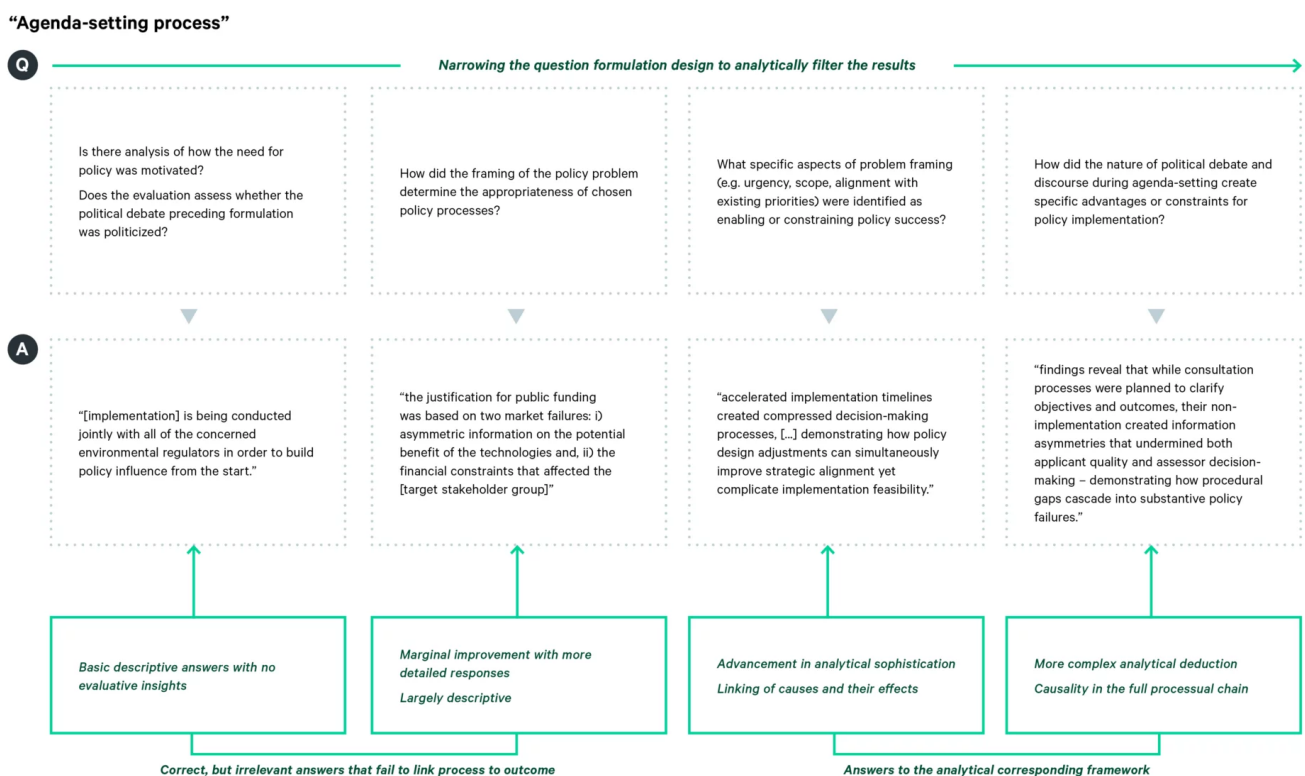 “Agenda-setting process”
Q
Narrowing the question formulation design to analytically filter the results
Is there analysis of how the need for
policy was motivated?
Does the evaluation assess whether the
political debate preceding formulation
was politicized?
How did the framing of the policy problem
determine the appropriateness of chosen
policy processes?
What specific aspects of problem framing
(e.g. urgency, scope, alignment with
existing priorities) were identified as
enabling or constraining policy success?
How did the nature of political debate and
discourse during agenda-setting create
specific advantages or constraints for
policy implementation?
A
“[implementation] is being conducted
jointly with all of the concerned
environmental regulators in order to build
policy influence from the start.”
“the justification for public funding
was based on two market failures: i)
asymmetric information on the potential
benefit of the technologies and, ii) the
financial constraints that affected the
[target stakeholder group]”
“accelerated implementation timelines
created compressed decision-making
processes, [...] demonstrating how policy
design adjustments can simultaneously
improve strategic alignment yet
complicate implementation feasibility.”
“findings reveal that while consultation
processes were planned to clarify
objectives and outcomes, their non-
implementation created information
asymmetries that undermined both
applicant quality and assessor decision-
making – demonstrating how procedural
gaps cascade into substantive policy
failures.”
Basic descriptive answers with no
evaluative insights
Marginal improvement with more
detailed responses
Largely descriptive
Advancement in analytical sophistication
Linking of causes and their effects
More complex analytical deduction
Causality in the full processual chain
Correct, but irrelevant answers that fail to link process to outcome
Answers to the analytical corresponding framework